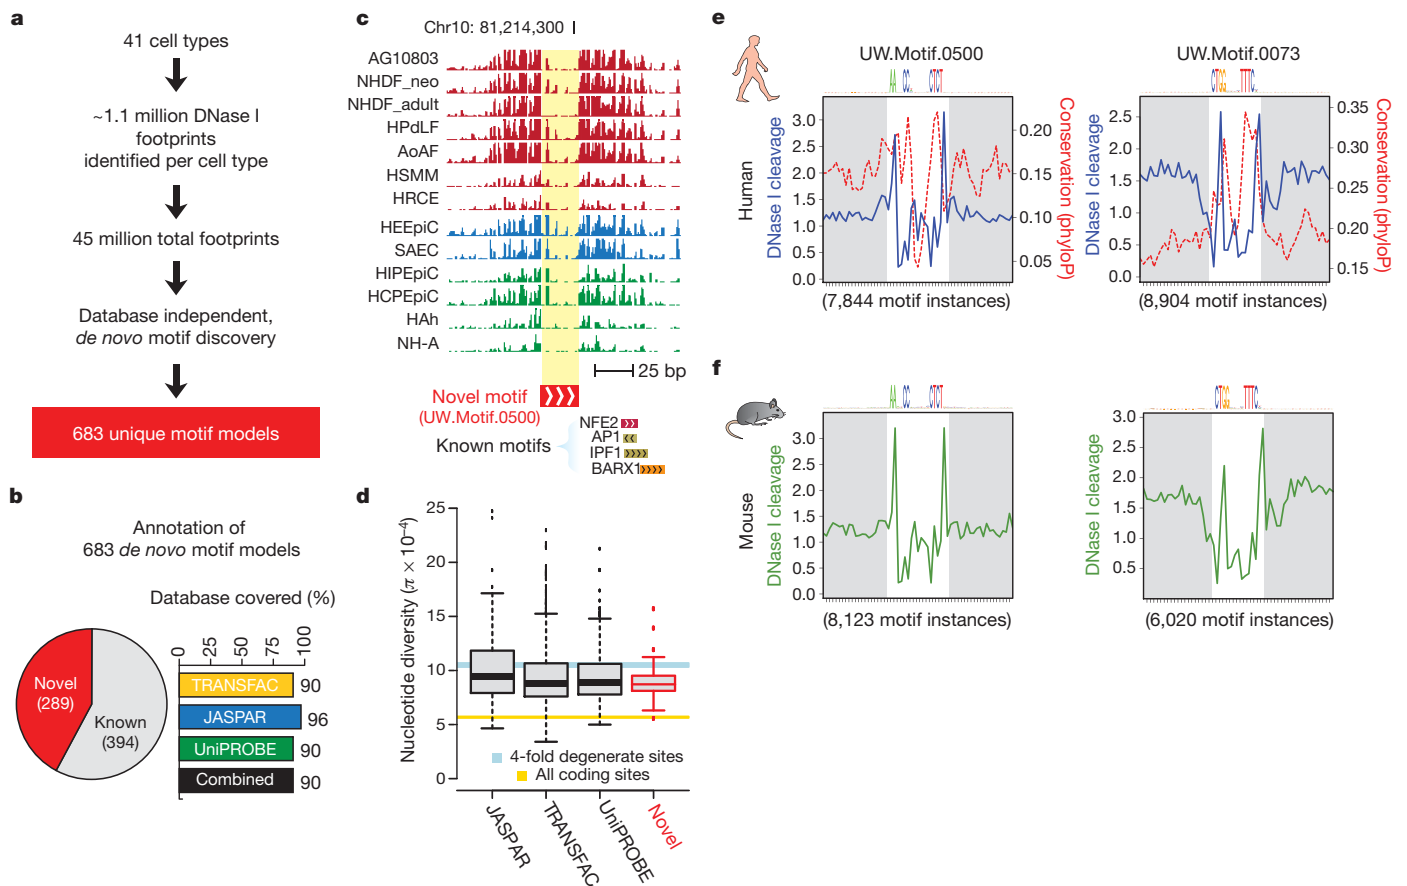 a
41 cell types
~1.1 million DNase I
footprints
identified per cell type
45 million total footprints
Database independent,
de novo motif discovery
683 unique motif models
b
Annotation of
683 de novo motif models
Database covered (%)
0 25 50 75 100
Novel
(289)
Known
(394)
TRANSFAC 90
JASPAR 96
UniPROBE 90
Combined 90
c
Chr10: 81,214,300
AG10803
NHDF_neo
NHDF_adult
HPdLF
AoAF
HSMM
HRCE
HEEpiC
SAEC
HIPEpiC
HCPEpiC
HAh
NH-A
25 bp
Novel motif
(UW.Motif.0500)
Known motifs
NFE2
AP1
IPF1
BARX1
d
Nucleotide diversity (π × 10⁻⁴)
25
20
15
10
5
0
4-fold degenerate sites
All coding sites
JASPAR
TRANSFAC
UniPROBE
Novel
e
Human
UW.Motif.0500
AA CC CTCT
DNase I cleavage
3.0
2.5
2.0
1.5
1.0
0.5
0.0
0.20
0.15
0.10
0.05
Conservation (phyloP)
(7,844 motif instances)
UW.Motif.0073
CTGG TTTC
DNase I cleavage
2.5
2.0
1.5
1.0
0.5
0.0
0.35
0.30
0.25
0.20
0.15
Conservation (phyloP)
(8,904 motif instances)
f
Mouse
AA CC CTCT
DNase I cleavage
3.0
2.5
2.0
1.5
1.0
0.5
0.0
(8,123 motif instances)
CTGG TTTC
DNase I cleavage
3.0
2.5
2.0
1.5
1.0
0.5
(6,020 motif instances)